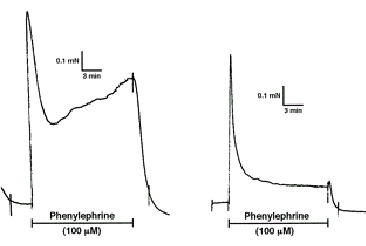 0.1 mN
3 min
Phenylephrine
(100 µM)
0.1 mN
3 min
Phenylephrine
(100 µM)